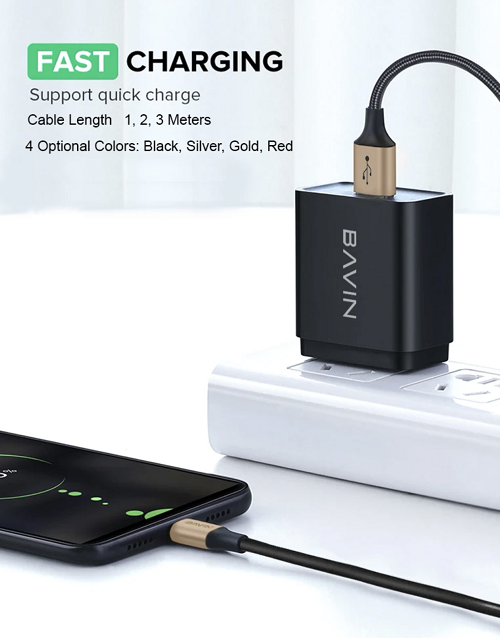 FAST CHARGING
Support quick charge
Cable Length 1, 2, 3 Meters
4 Optional Colors: Black, Silver, Gold, Red
BAVIN
%
BAVIN